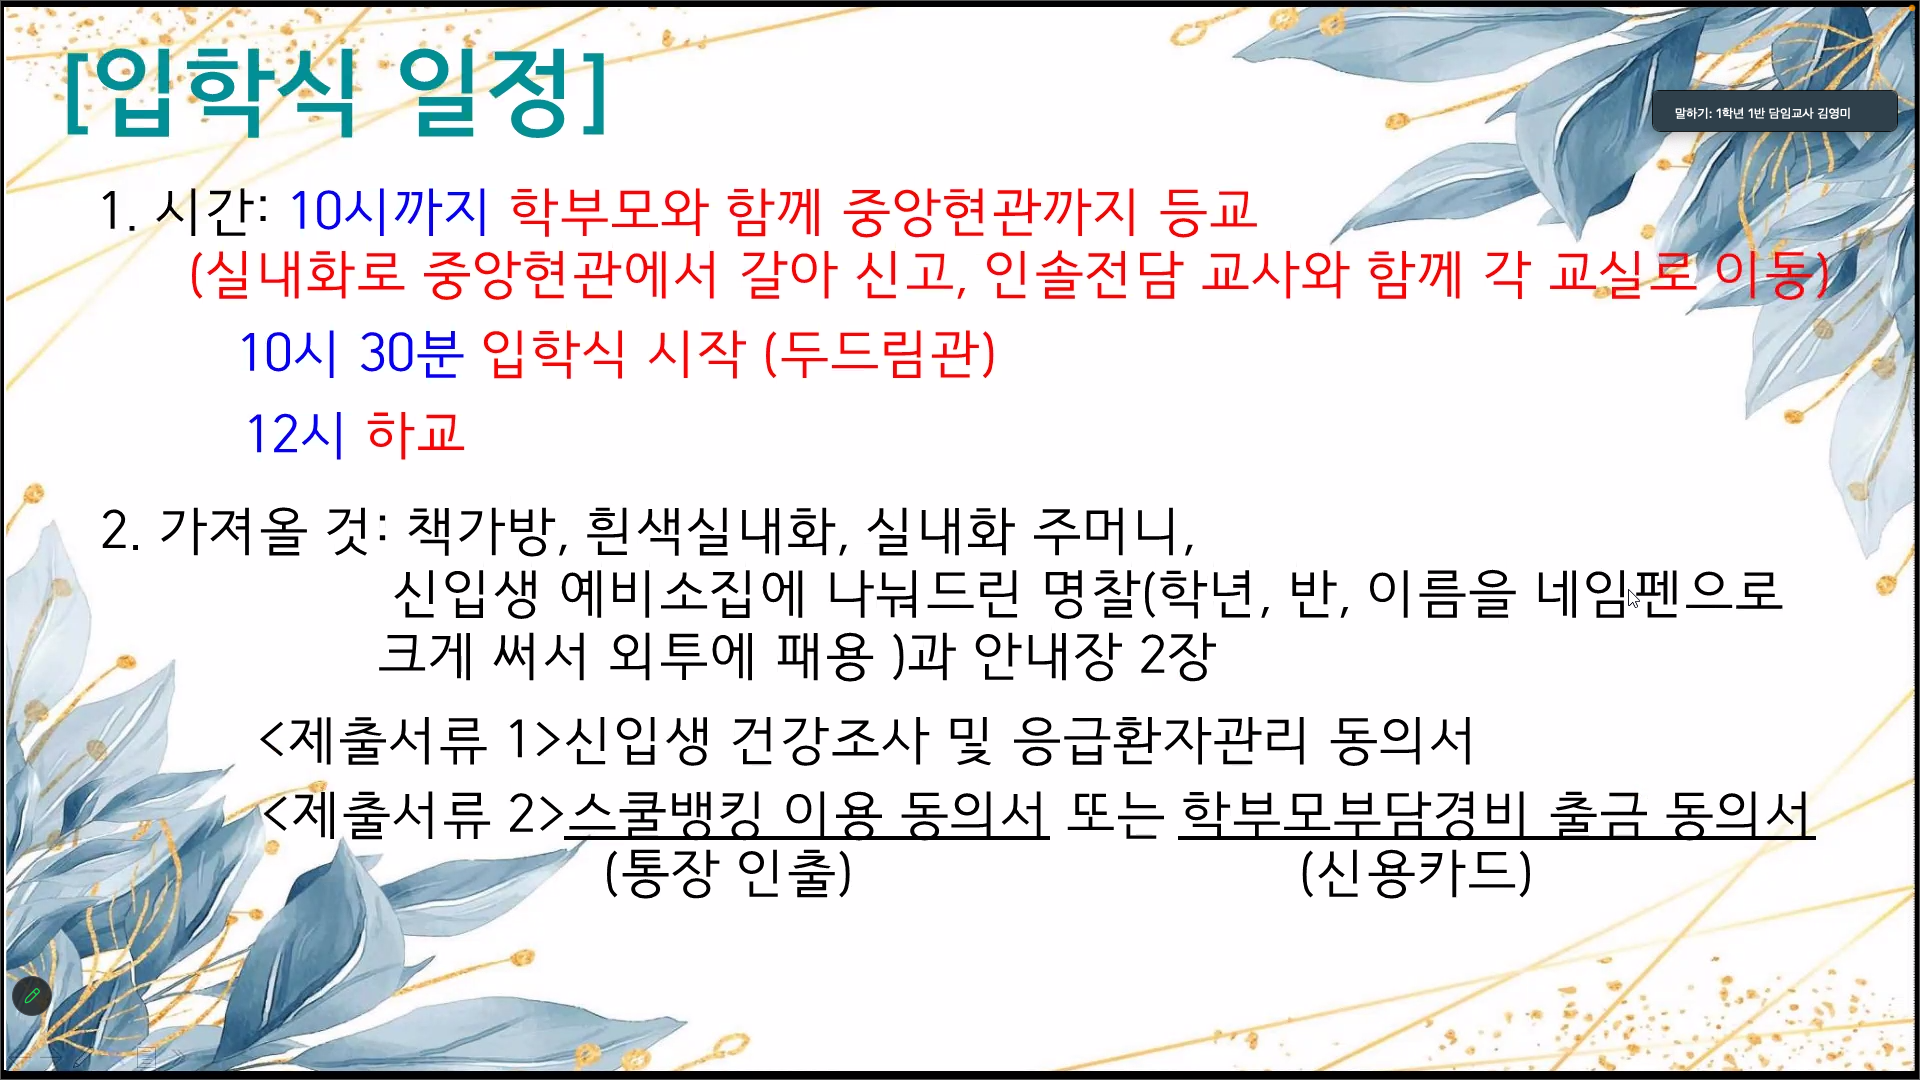 [입학식 일정]
말하기: 1학년 1반 담임교사 김영미
1. 시간: 10시까지 학부모와 함께 중앙현관까지 등교
(실내화로 중앙현관에서 갈아 신고, 인솔전담 교사와 함께 각 교실로 이동)
10시 30분 입학식 시작 (두드림관)
12시 하교
2. 가져올 것: 책가방, 흰색실내화, 실내화 주머니,
신입생 예비소집에 나눠드린 명찰(학년, 반, 이름을 네임펜으로
크게 써서 외투에 패용 )과 안내장 2장
<제출서류 1>신입생 건강조사 및 응급환자관리 동의서
<제출서류 2>스쿨뱅킹 이용 동의서 또는 학부모부담경비 출금 동의서
(통장 인출) (신용카드)